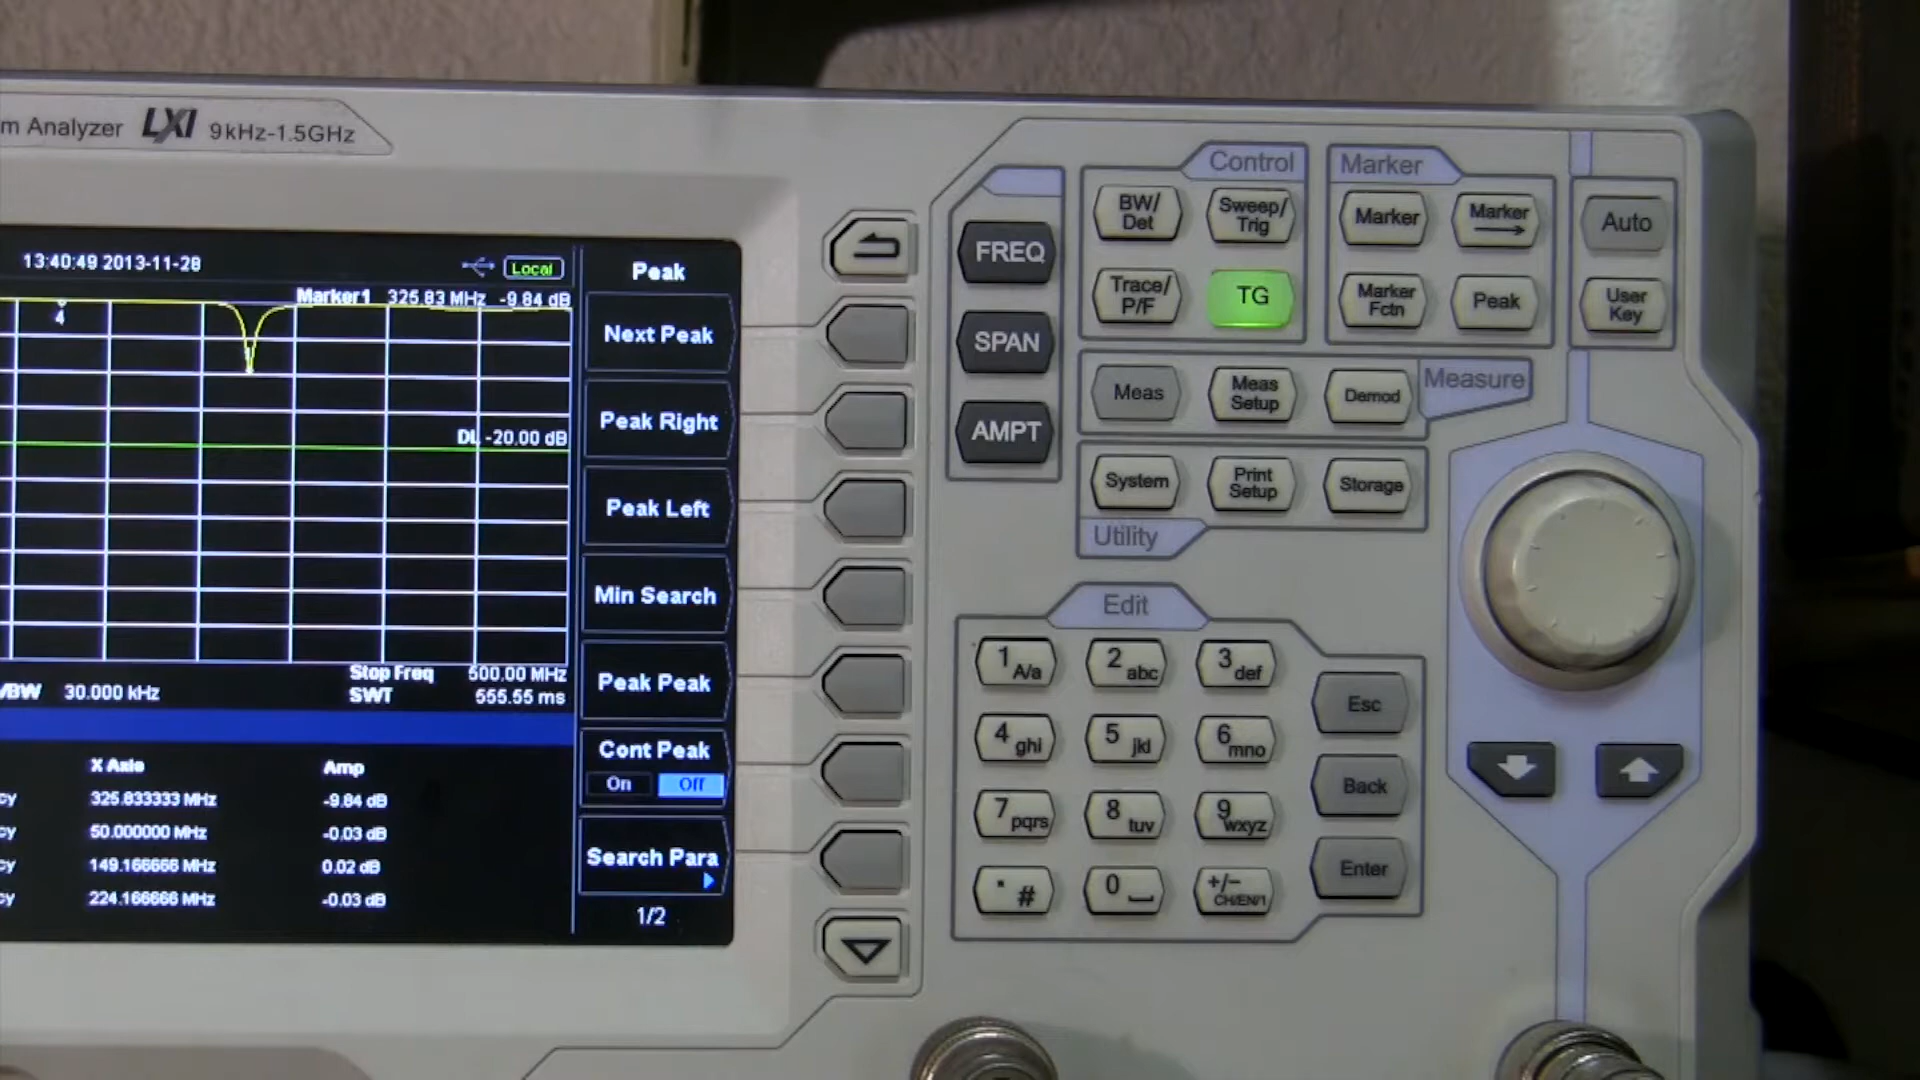 Analyzer LXI 9kHz-1.5GHz
13:40:49 2013-11-28
Local
Marker1 325.83 MHz -9.84 dB
4
DL -20.00 dB
Stop Freq 500.00 MHz
VBW 30.000 kHz
SWT 555.55 ms
X Axis Amp
325.833333 MHz -9.84 dB
50.000000 MHz -0.03 dB
149.166666 MHz 0.02 dB
224.166666 MHz -0.03 dB
Peak
Next Peak
Peak Right
Peak Left
Min Search
Peak Peak
Cont Peak
On Off
Search Para
1/2
FREQ
SPAN
AMPT
Control
BW/
Det
Sweep/
Trig
Trace/
P/F
TG
Marker
Marker
Marker
Marker
Fctn
Peak
Auto
User
Key
Measure
Meas
Meas
Setup
Demod
System
Print
Setup
Storage
Utility
Edit
1 A/a
2 abc
3 def
4 ghi
5 jkl
6 mno
7 pqrs
8 tuv
9 wxyz
. #
0
+/-
CH/EN/1
Esc
Back
Enter